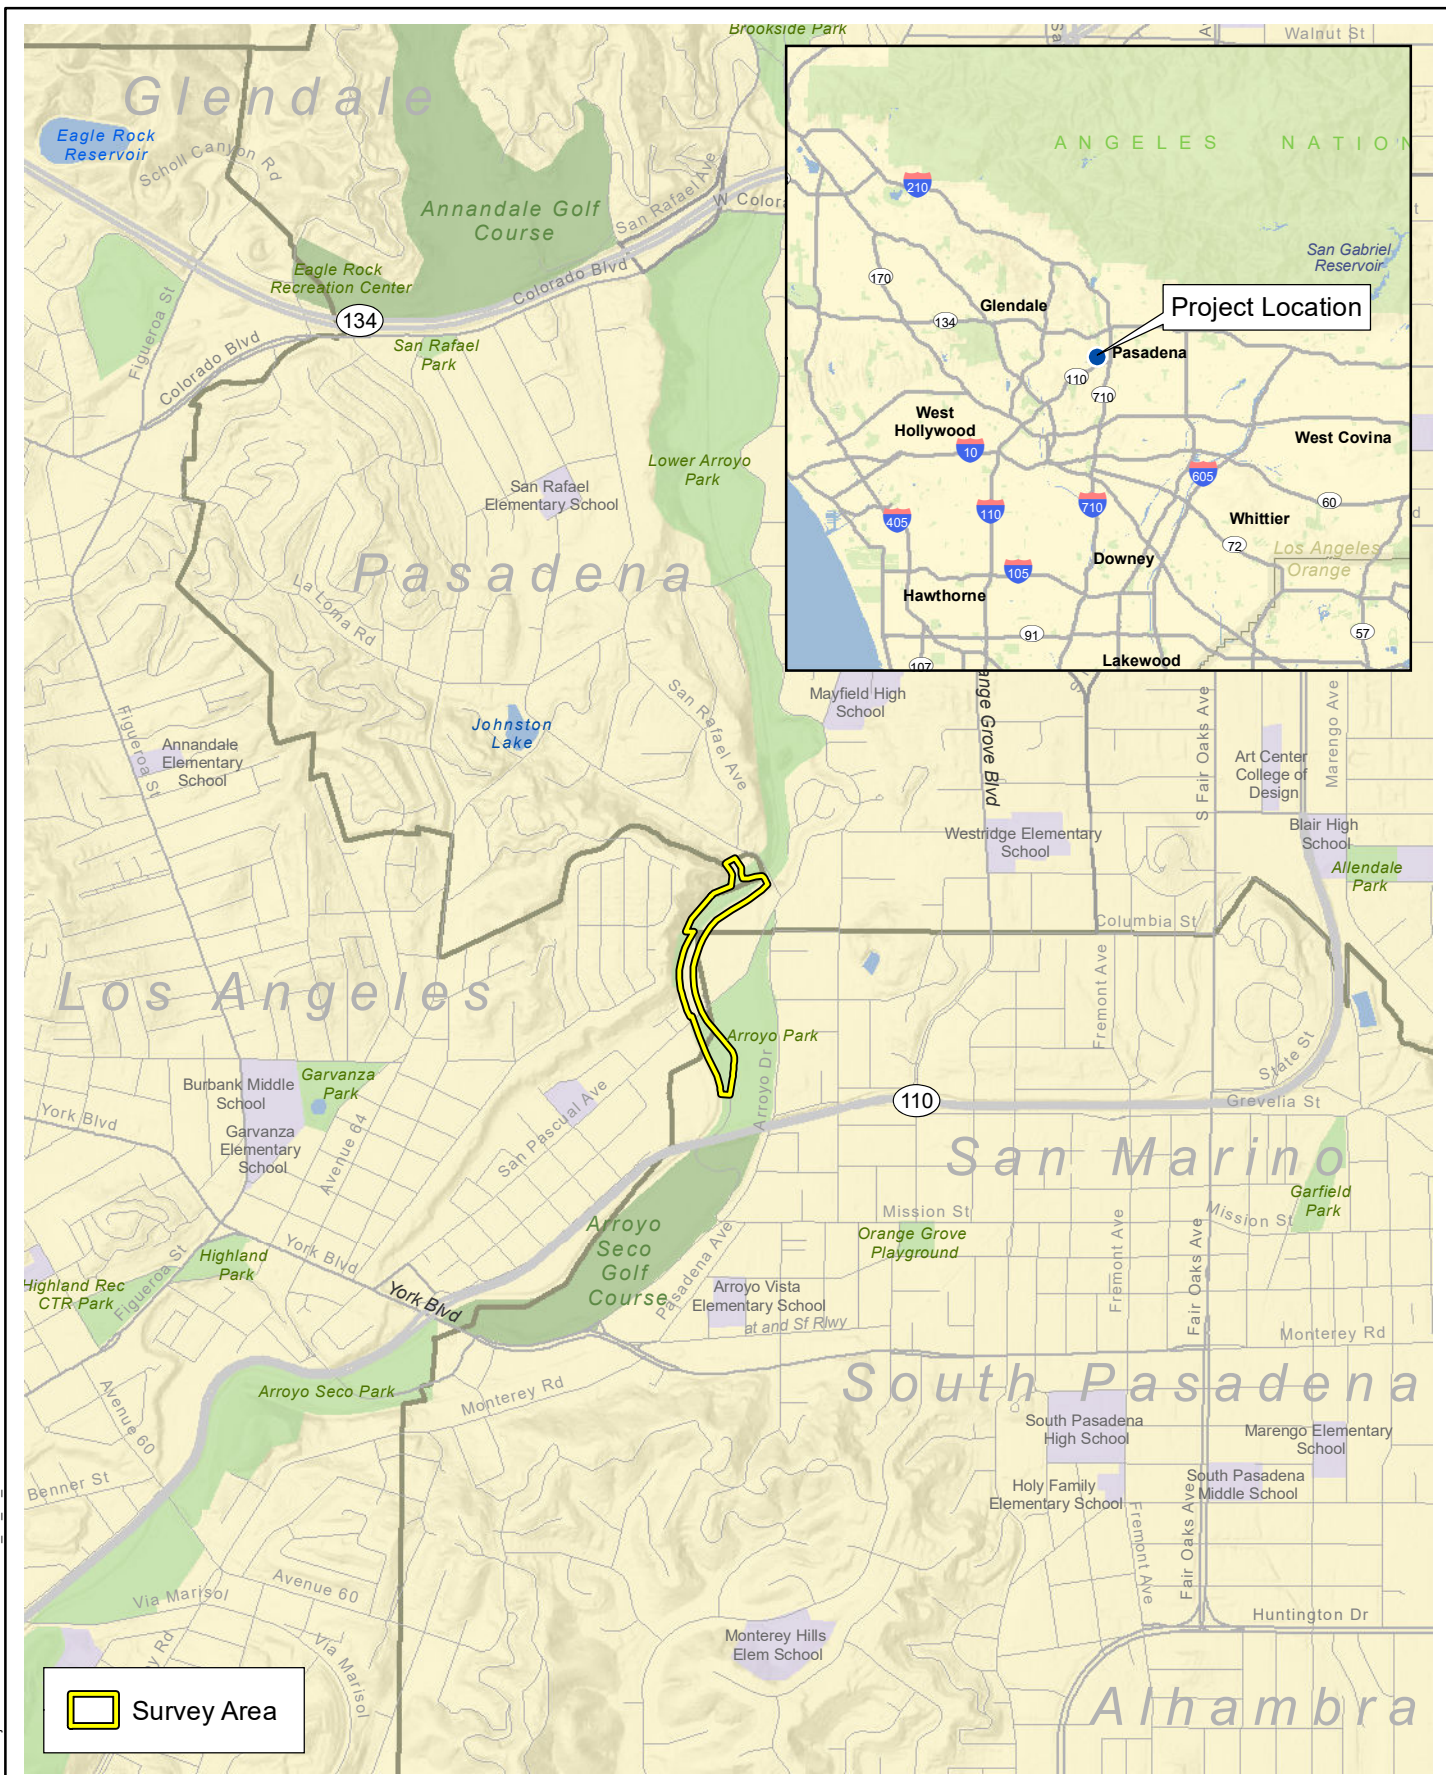 Brookside Park
Walnut St
Glendale
Eagle Rock
Reservoir
Scholl Canyon Rd
Annandale Golf
Course
San Rafael Ave
W Colora
Eagle Rock
Recreation Center
Colorado Blvd
134
San Rafael
Park
Figueroa St
Colorado Blvd
Lower Arroyo
Park
San Rafael
Elementary School
Pasadena
La Loma Rd
Johnston
Lake
San Rafael Ave
Figueroa St
Annandale
Elementary
School
ANGELES NATION
210
San Gabriel
Reservoir
170
Glendale
134
Project Location
Pasadena
110
710
West
Hollywood
10
West Covina
605
60
405
110
710
Whittier
72
Los Angeles
Orange
Downey
105
Hawthorne
91
57
107
Lakewood
Mayfield High
School
ange Grove Blvd
S Fair Oaks Ave
Marengo Ave
Art Center
College of
Design
Westridge Elementary
School
Blair High
School
Allendale
Park
Columbia St
Fremont Ave
Los Angeles
Arroyo Park
Arroyo Dr
State St
Grevelia St
110
Burbank Middle
School
Garvanza
Park
York Blvd
Garvanza
Elementary
School
Avenue 64
San Pascual Ave
San Marino
Garfield
Park
Mission St
Mission St
Orange Grove
Playground
Fremont Ave
Fair Oaks Ave
Arroyo
Seco
Golf
Course
Pasadena Ave
Highland
Park
York Blvd
York Blvd
Highland Rec
CTR Park
Figueroa St
Arroyo Vista
Elementary School
at and Sf Rlwy
Monterey Rd
Arroyo Seco Park
Monterey Rd
South Pasadena
Avenue 60
Benner St
South Pasadena
High School
Marengo Elementary
School
Holy Family
Elementary School
South Pasadena
Middle School
Fremont Ave
Fair Oaks Ave
Via Marisol
Avenue 60
Via Marisol
Monterey Hills
Elem School
Huntington Dr
Alhambra
Survey Area